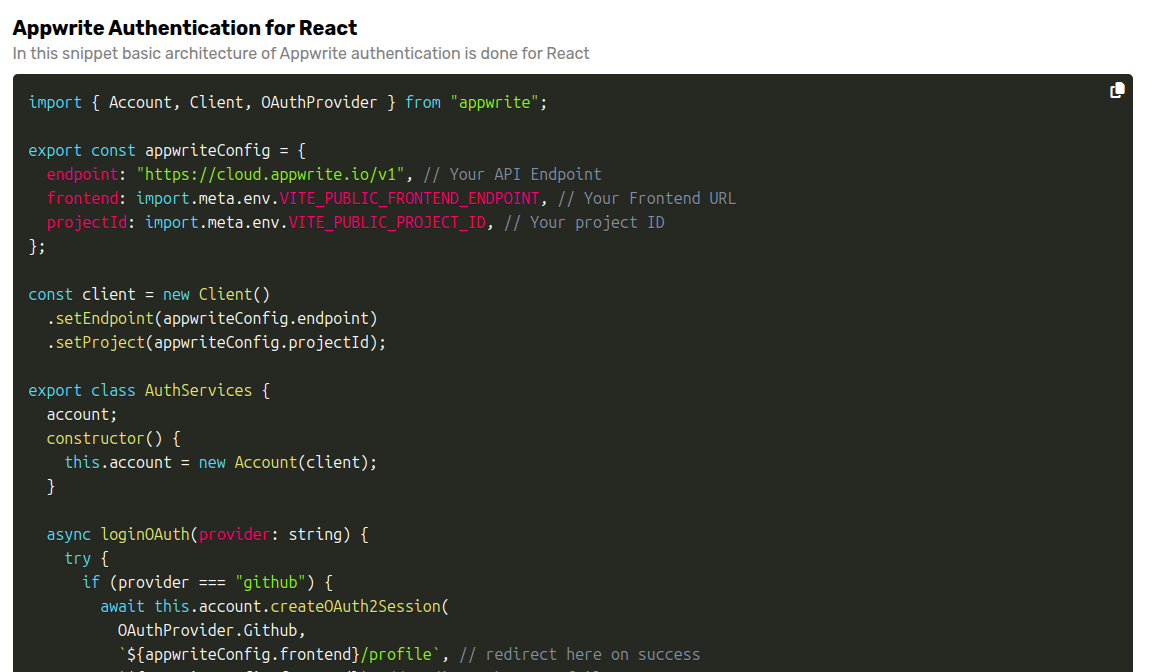 Appwrite Authentication for React
In this snippet basic architecture of Appwrite authentication is done for React
import { Account, Client, OAuthProvider } from "appwrite";
export const appwriteConfig = {
  endpoint: "https://cloud.appwrite.io/v1", // Your API Endpoint
  frontend: import.meta.env.VITE_PUBLIC_FRONTEND_ENDPOINT, // Your Frontend URL
  projectId: import.meta.env.VITE_PUBLIC_PROJECT_ID, // Your project ID
};
const client = new Client()
  .setEndpoint(appwriteConfig.endpoint)
  .setProject(appwriteConfig.projectId);
export class AuthServices {
  account;
  constructor() {
    this.account = new Account(client);
  }
  async loginOAuth(provider: string) {
    try {
      if (provider === "github") {
        await this.account.createOAuth2Session(
          OAuthProvider.Github,
          `${appwriteConfig.frontend}/profile`, // redirect here on success